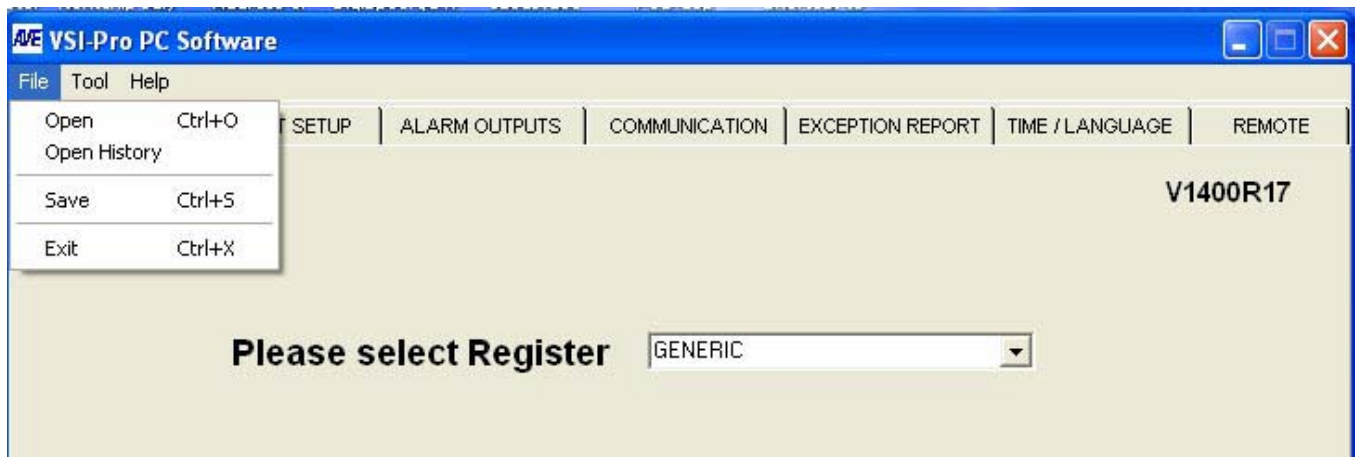 AVE VSI-Pro PC Software
File Tool Help
Open Ctrl+O
Open History
Save Ctrl+S
Exit Ctrl+X
SETUP ALARM OUTPUTS COMMUNICATION EXCEPTION REPORT TIME / LANGUAGE REMOTE
V1400R17
Please select Register GENERIC